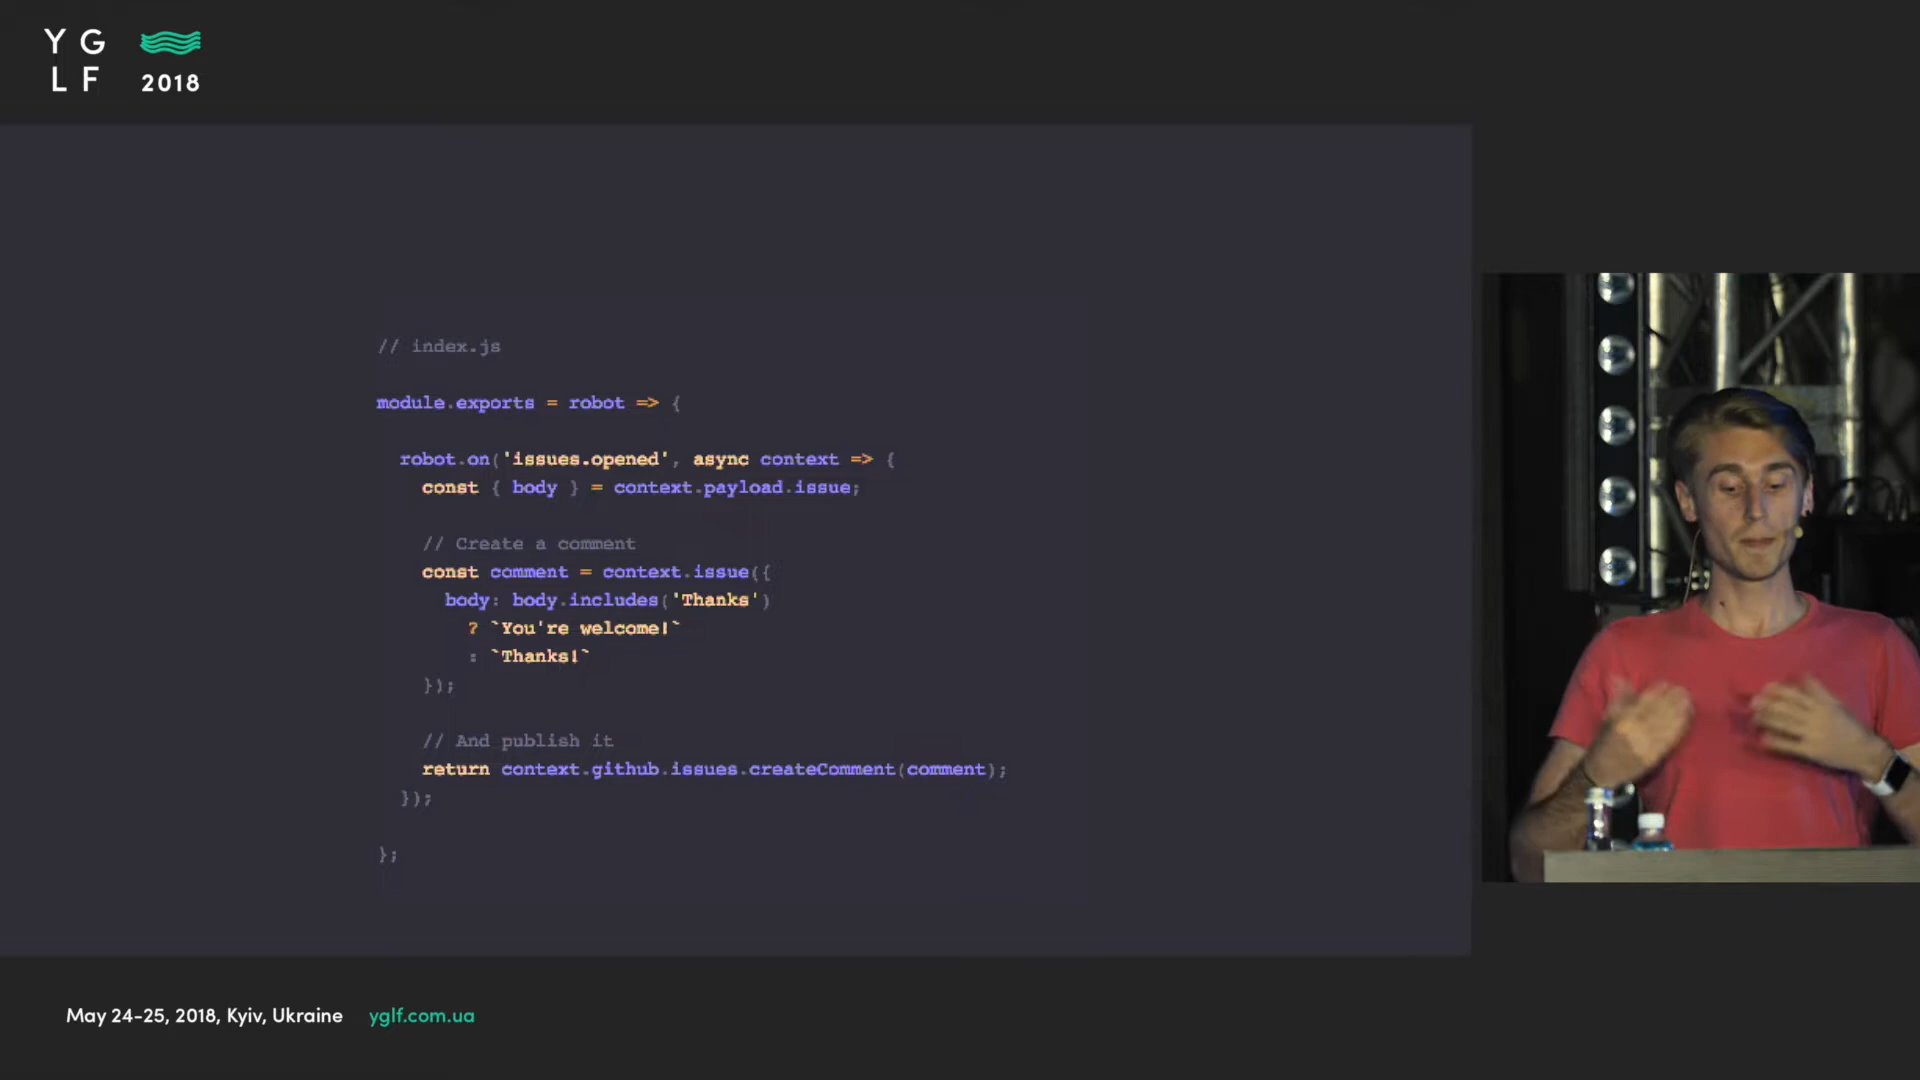 Y G
L F
2018
// index.js
module.exports = robot => {
robot.on('issues.opened', async context => {
const { body } = context.payload.issue;
// Create a comment
const comment = context.issue({
body: body.includes('Thanks')
? `You're welcome!`
: `Thanks!`
});
// And publish it
return context.github.issues.createComment(comment);
});
};
May 24-25, 2018, Kyiv, Ukraine yglf.com.ua